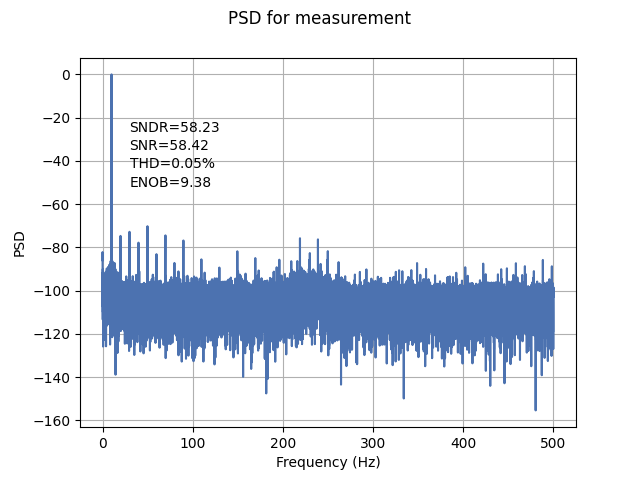 PSD for measurement
0
−20
−40
−60
−80
−100
−120
−140
−160
PSD
SNDR=58.23
SNR=58.42
THD=0.05%
ENOB=9.38
0 100 200 300 400 500
Frequency (Hz)